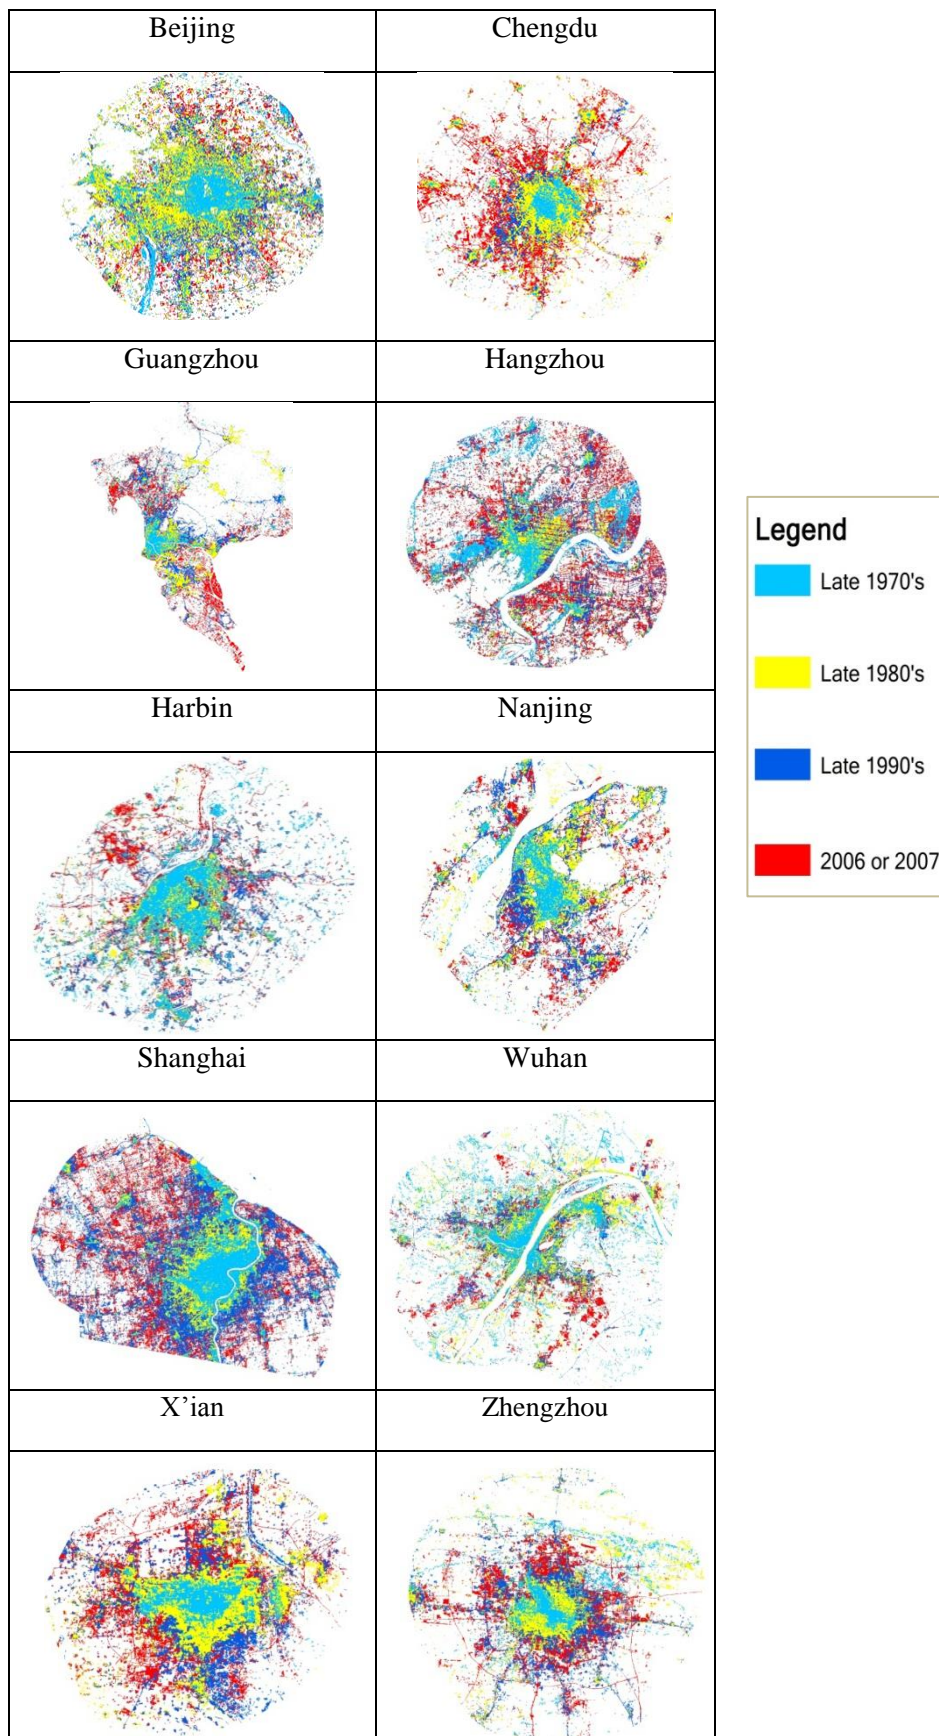 Beijing
Chengdu
Guangzhou
Hangzhou
Harbin
Nanjing
Shanghai
Wuhan
X’ian
Zhengzhou
Legend
Late 1970's
Late 1980's
Late 1990's
2006 or 2007